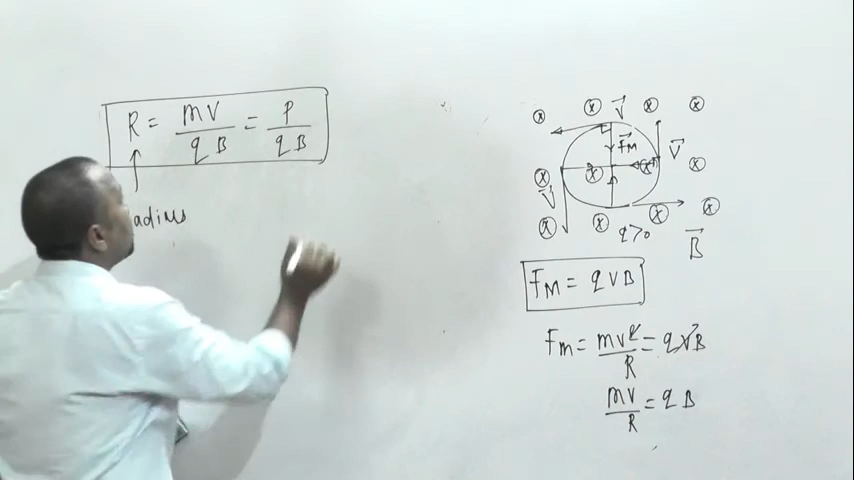 R = mV / qB = P / qB
adius
V
FM
V
V
q>0
B
FM = qVB
Fm = mv² / R = qVB
mV / R = qB